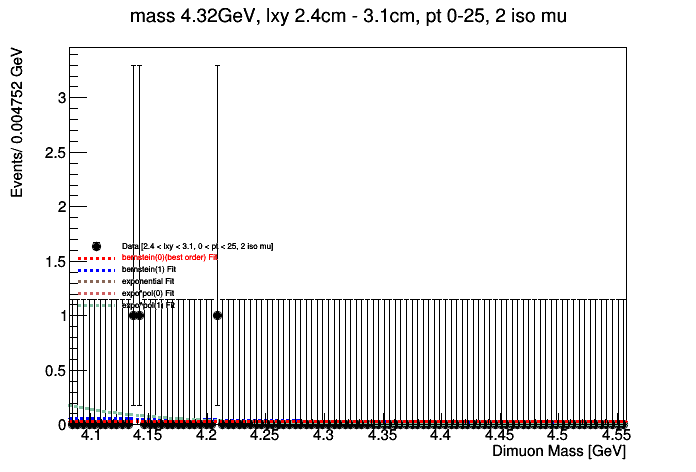 mass 4.32GeV, lxy 2.4cm - 3.1cm, pt 0-25, 2 iso mu
Events/ 0.004752 GeV
3
2.5
2
Data [2.4 < lxy < 3.1, 0 < pt < 25, 2 iso mu]
bernstein(0)(best order) Fit
1.5
bernstein(1) Fit
exponential Fit
expo*pol(0) Fit
expo*pol(1) Fit
1
0.5
0
4.1 4.15 4.2 4.25 4.3 4.35 4.4 4.45 4.5 4.55
Dimuon Mass [GeV]